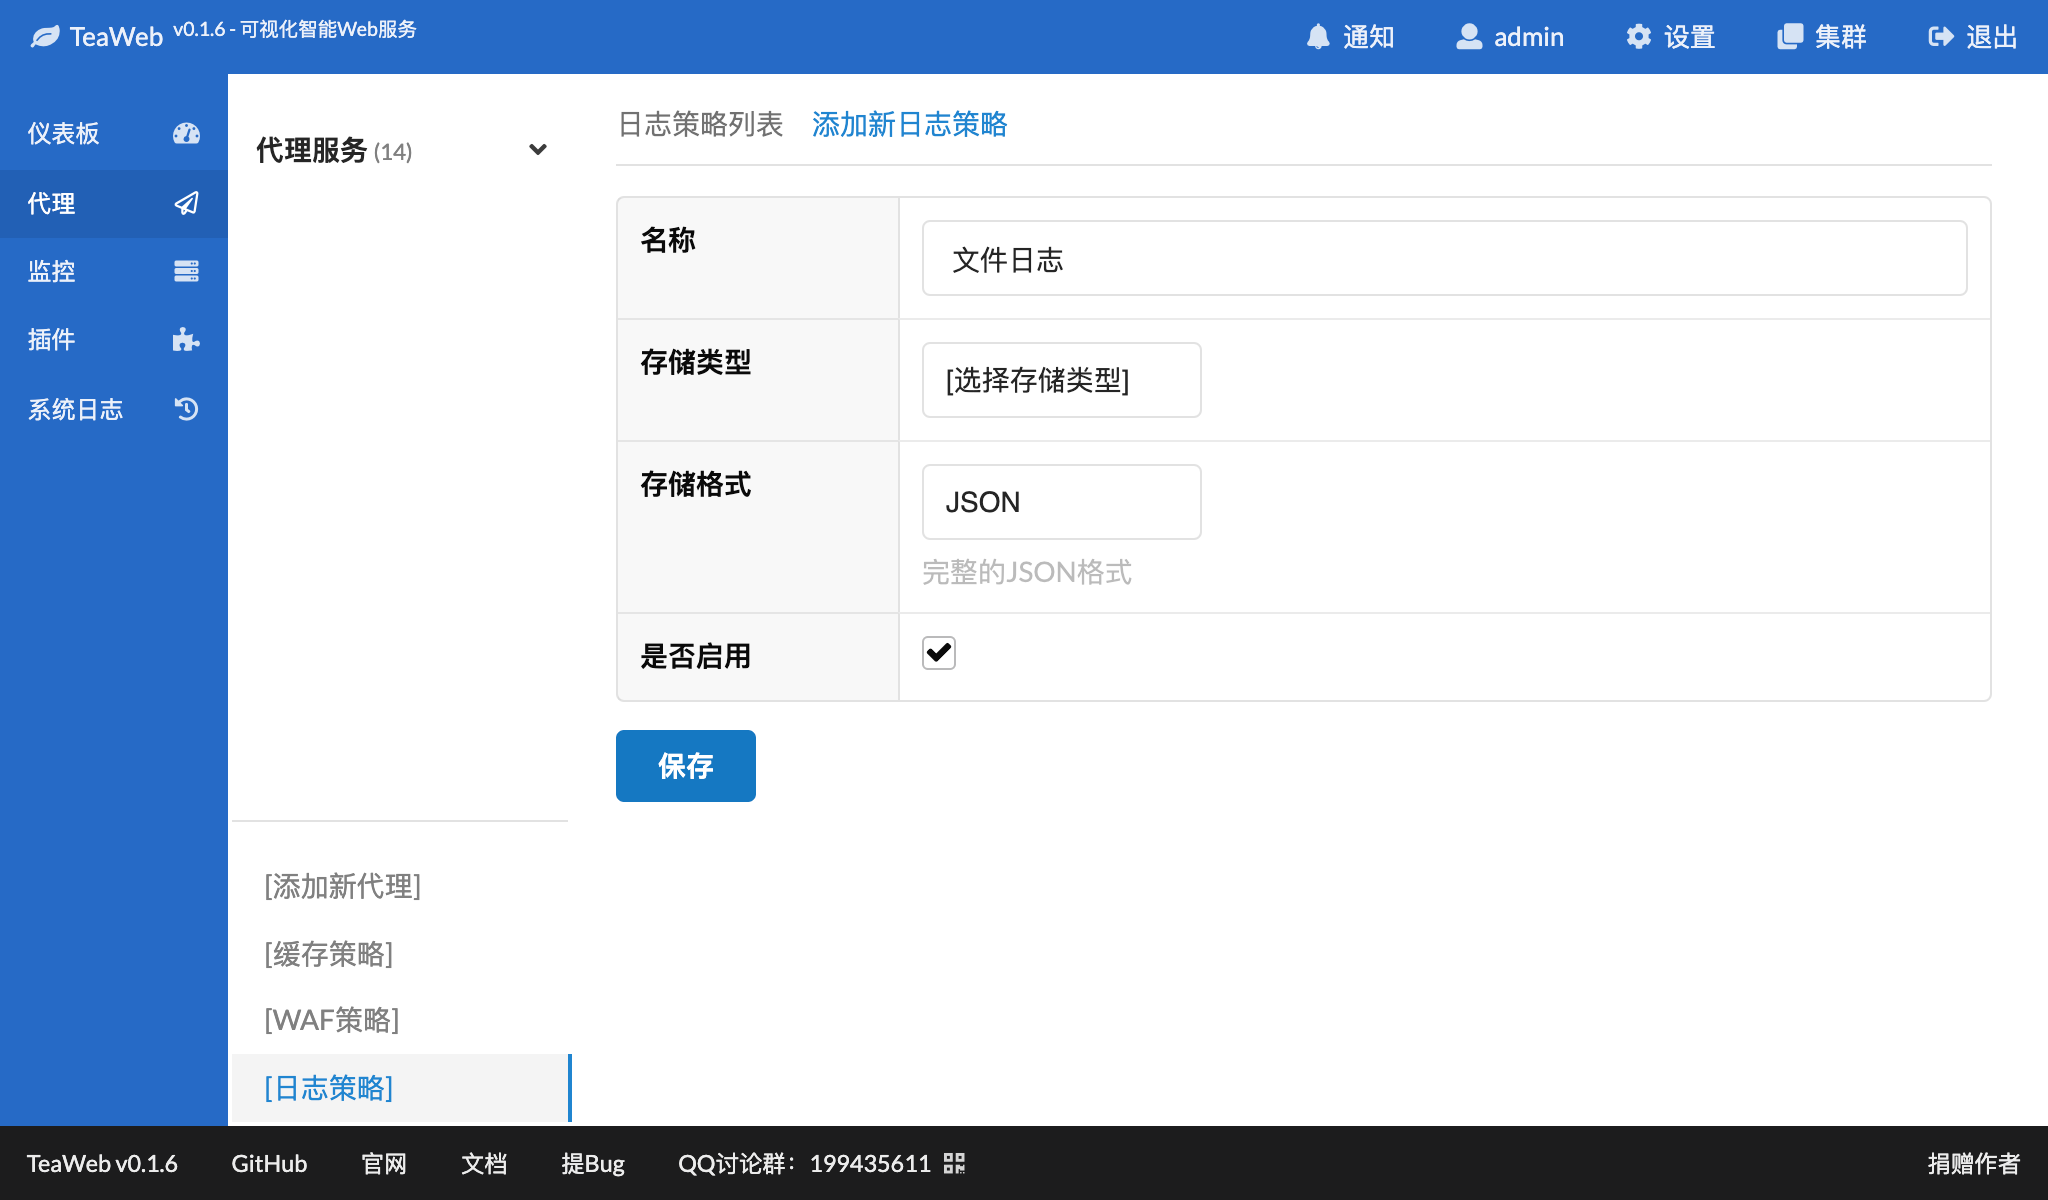 TeaWeb v0.1.6 - 可视化智能Web服务
通知 admin 设置 集群 退出
仪表板
代理
监控
插件
系统日志
代理服务 (14)
[添加新代理]
[缓存策略]
[WAF策略]
[日志策略]
日志策略列表 添加新日志策略
名称 文件日志
存储类型 [选择存储类型]
存储格式 JSON
完整的JSON格式
是否启用
保存
TeaWeb v0.1.6 GitHub 官网 文档 提Bug QQ讨论群：199435611 捐赠作者